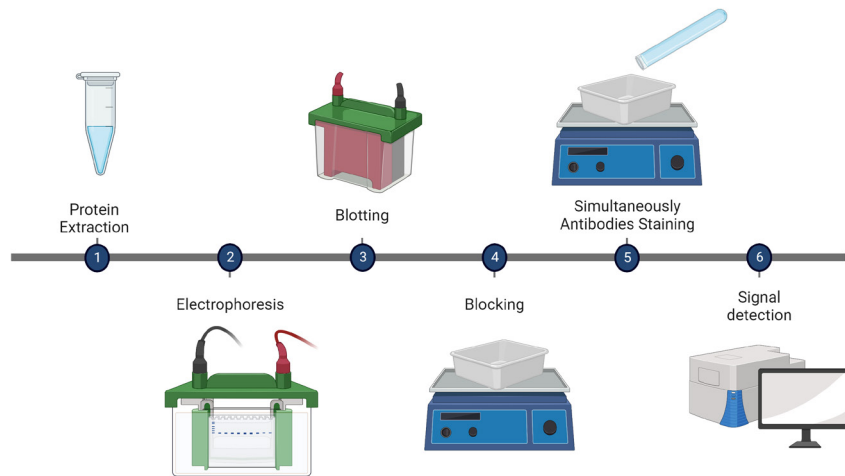 Protein
Extraction
Blotting
Simultaneously
Antibodies Staining
1
2
3
4
5
6
Electrophoresis
Blocking
Signal
detection